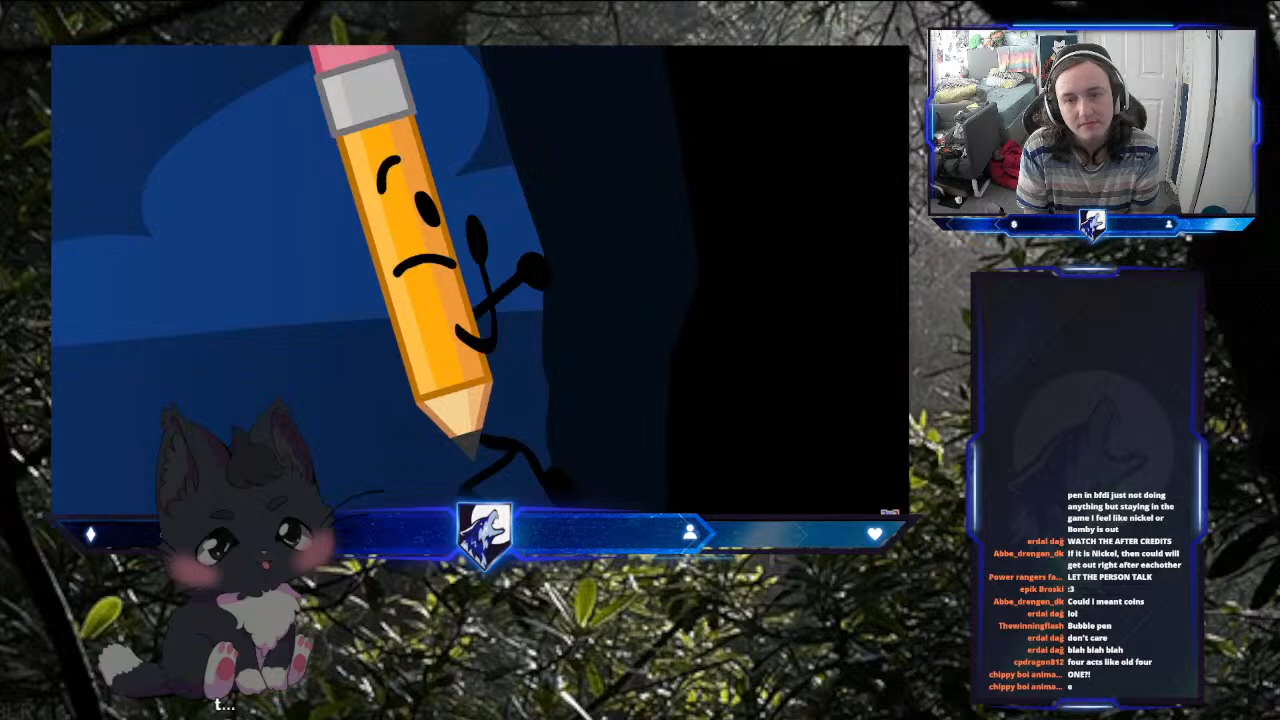 pen in bfdi just not doing
anything but staying in the
game I feel like nickel or
Bomby is out
erdal dağ WATCH THE AFTER CREDITS
Abbe_drengen_dk If it is Nickel, then could will
get out right after eachother
Power rangers fa... LET THE PERSON TALK
epik Broski :3
Abbe_drengen_dk Could I meant coins
erdal dağ lol
Thewinningflash Bubble pen
erdal dağ don't care
erdal dağ blah blah blah
cpdragon812 four acts like old four
chippy boi anima... ONE?!
chippy boi anima... e
t...